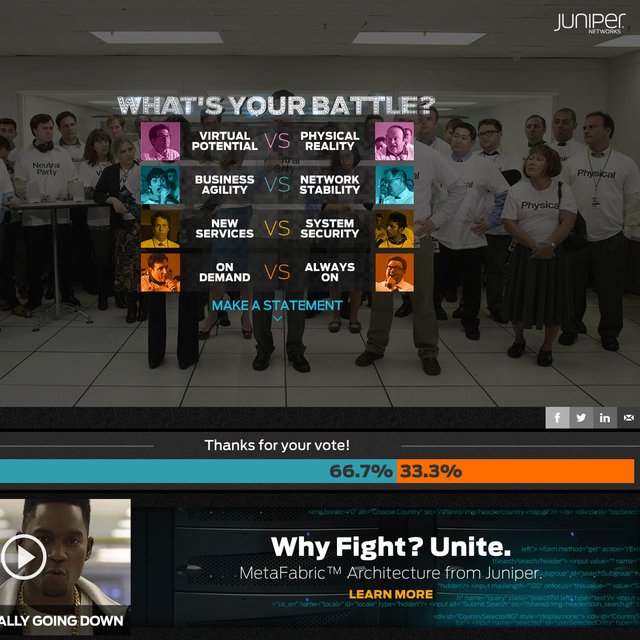 JUNIPER
NETWORKS
WHAT'S YOUR BATTLE?
VIRTUAL POTENTIAL VS PHYSICAL REALITY
BUSINESS AGILITY VS NETWORK STABILITY
NEW SERVICES VS SYSTEM SECURITY
ON DEMAND VS ALWAYS ON
MAKE A STATEMENT
Neutral
Party
Physical
Physical
Thanks for your vote!
66.7% 33.3%
ALLY GOING DOWN
Why Fight? Unite.
MetaFabric™ Architecture from Juniper.
LEARN MORE